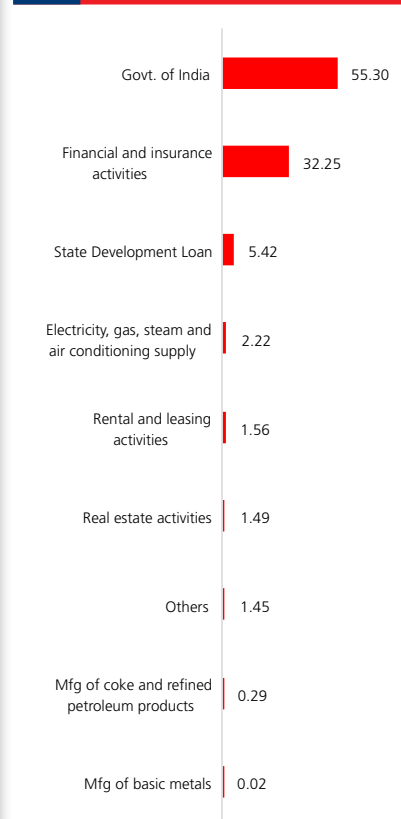 Govt. of India 55.30
Financial and insurance
activities 32.25
State Development Loan 5.42
Electricity, gas, steam and
air conditioning supply 2.22
Rental and leasing
activities 1.56
Real estate activities 1.49
Others 1.45
Mfg of coke and refined
petroleum products 0.29
Mfg of basic metals 0.02